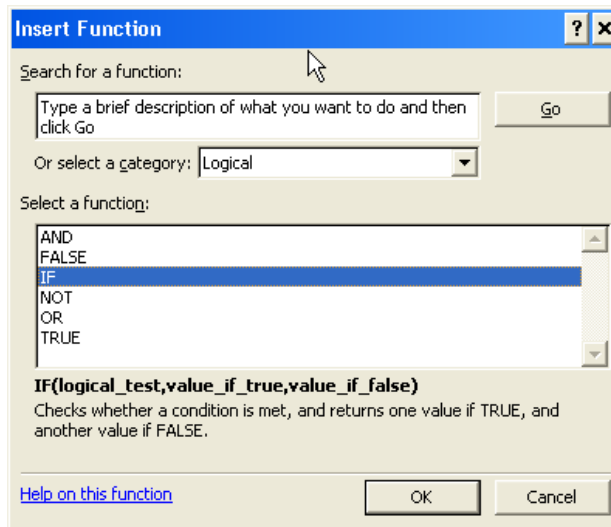 Insert Function
Search for a function:
Type a brief description of what you want to do and then
click Go
Go
Or select a category: Logical
Select a function:
AND
FALSE
IF
NOT
OR
TRUE
IF(logical_test,value_if_true,value_if_false)
Checks whether a condition is met, and returns one value if TRUE, and
another value if FALSE.
Help on this function
OK
Cancel